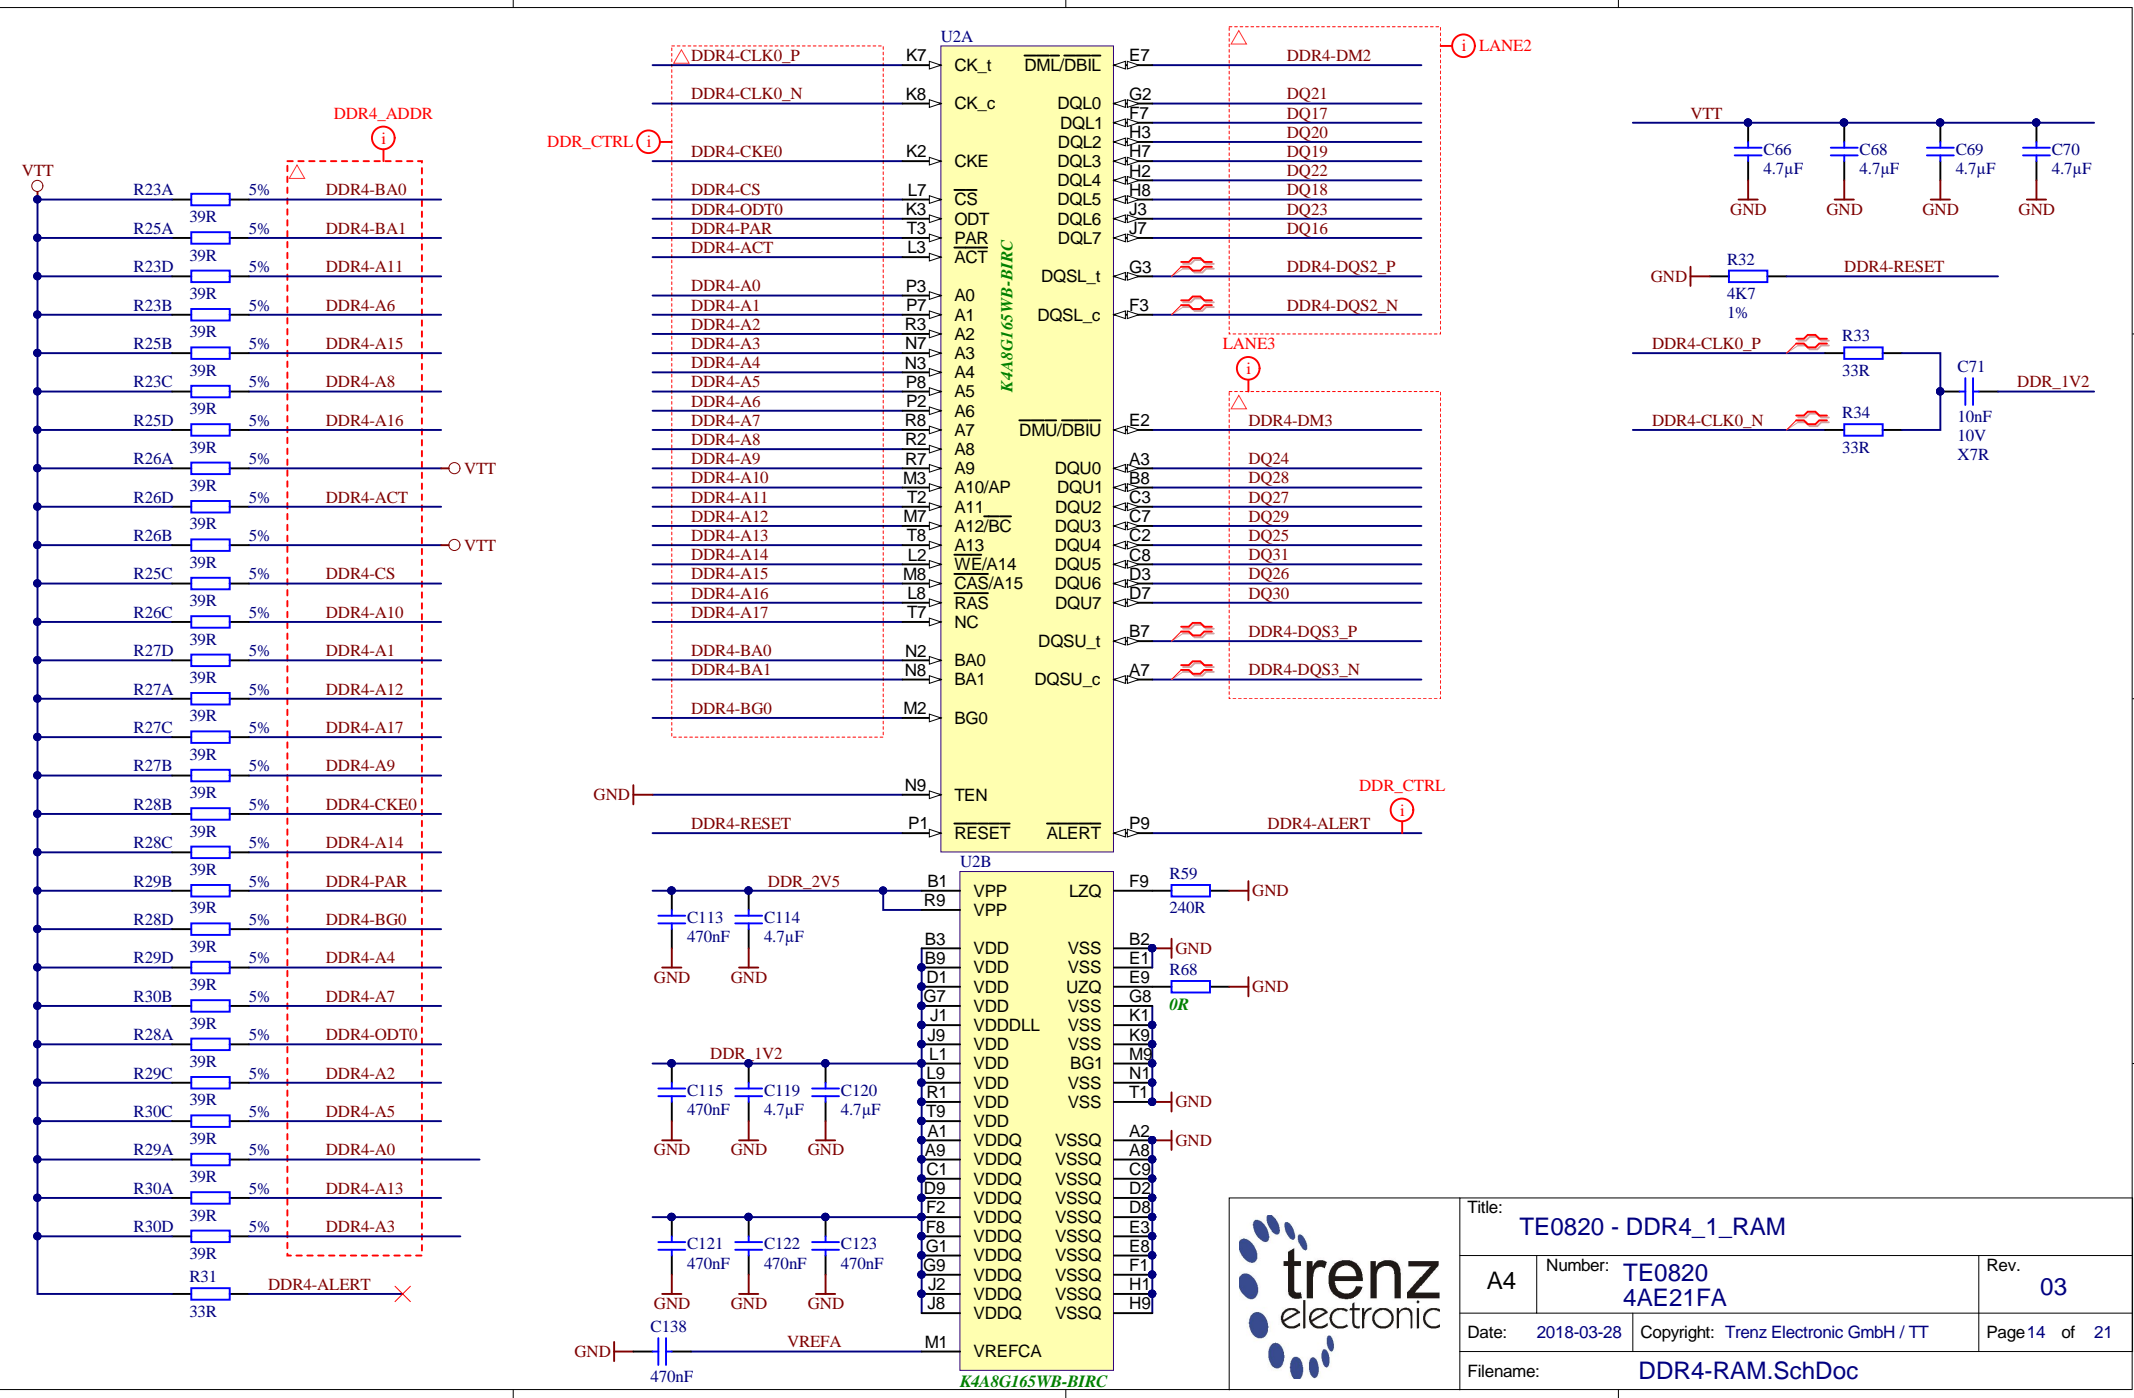 DDR4_ADDR
VTT
R23A 5% DDR4-BA0
39R
R25A 5% DDR4-BA1
39R
R23D 5% DDR4-A11
39R
R23B 5% DDR4-A6
39R
R25B 5% DDR4-A15
39R
R23C 5% DDR4-A8
39R
R25D 5% DDR4-A16
39R
R26A 5% VTT
39R
R26D 5% DDR4-ACT
39R
R26B 5% VTT
39R
R25C 5% DDR4-CS
39R
R26C 5% DDR4-A10
39R
R27D 5% DDR4-A1
39R
R27A 5% DDR4-A12
39R
R27C 5% DDR4-A17
39R
R27B 5% DDR4-A9
39R
R28B 5% DDR4-CKE0
39R
R28C 5% DDR4-A14
39R
R29B 5% DDR4-PAR
39R
R28D 5% DDR4-BG0
39R
R29D 5% DDR4-A4
39R
R30B 5% DDR4-A7
39R
R28A 5% DDR4-ODT0
39R
R29C 5% DDR4-A2
39R
R30C 5% DDR4-A5
39R
R29A 5% DDR4-A0
39R
R30A 5% DDR4-A13
39R
R30D 5% DDR4-A3
39R
R31 DDR4-ALERT
33R
U2A
DDR_CTRL
DDR4-CLK0_P K7 CK_t
DDR4-CLK0_N K8 CK_c
DDR4-CKE0 K2 CKE
DDR4-CS L7 CS
DDR4-ODT0 K3 ODT
DDR4-PAR T3 PAR
DDR4-ACT L3 ACT
DDR4-A0 P3 A0
DDR4-A1 P7 A1
DDR4-A2 R3 A2
DDR4-A3 N7 A3
DDR4-A4 N3 A4
DDR4-A5 P8 A5
DDR4-A6 P2 A6
DDR4-A7 R8 A7
DDR4-A8 R2 A8
DDR4-A9 R7 A9
DDR4-A10 M3 A10/AP
DDR4-A11 T2 A11
DDR4-A12 M7 A12/BC
DDR4-A13 T8 A13
DDR4-A14 L2 WE/A14
DDR4-A15 M8 CAS/A15
DDR4-A16 L8 RAS
DDR4-A17 T7 NC
DDR4-BA0 N2 BA0
DDR4-BA1 N8 BA1
DDR4-BG0 M2 BG0
GND N9 TEN
DDR4-RESET P1 RESET
K4A8G165WB-BIRC
LANE2
DML/DBIL E7 DDR4-DM2
DQL0 G2 DQ21
DQL1 F7 DQ17
DQL2 H3 DQ20
DQL3 H7 DQ19
DQL4 H2 DQ22
DQL5 H8 DQ18
DQL6 J3 DQ23
DQL7 J7 DQ16
DQSL_t G3 DDR4-DQS2_P
DQSL_c F3 DDR4-DQS2_N
LANE3
DMU/DBIU E2 DDR4-DM3
DQU0 A3 DQ24
DQU1 B8 DQ28
DQU2 C3 DQ27
DQU3 C7 DQ29
DQU4 C2 DQ25
DQU5 C8 DQ31
DQU6 D3 DQ26
DQU7 D7 DQ30
DQSU_t B7 DDR4-DQS3_P
DQSU_c A7 DDR4-DQS3_N
DDR_CTRL
ALERT P9 DDR4-ALERT
U2B
DDR_2V5 B1 VPP
R9 VPP
C113 C114
470nF 4.7µF
GND GND
B3 VDD
B9 VDD
D1 VDD
G7 VDD
J1 VDDDLL
J9 VDD
DDR_1V2 L1 VDD
L9 VDD
R1 VDD
T9 VDD
C115 C119 C120
470nF 4.7µF 4.7µF
GND GND GND
A1 VDDQ
A9 VDDQ
C1 VDDQ
D9 VDDQ
F2 VDDQ
F8 VDDQ
G1 VDDQ
G9 VDDQ
J2 VDDQ
J8 VDDQ
C121 C122 C123
470nF 470nF 470nF
GND GND GND
C138
GND VREFA M1 VREFCA
470nF
K4A8G165WB-BIRC
LZQ F9 R59 GND
240R
VSS B2 GND
VSS E1
UZQ E9 R68 GND
0R
VSS G8
VSS K1
VSS K9
BG1 M9
VSS N1
VSS T1 GND
VSSQ A2 GND
VSSQ A8
VSSQ C9
VSSQ D2
VSSQ D8
VSSQ E3
VSSQ E8
VSSQ F1
VSSQ H1
VSSQ H9
VTT
C66 C68 C69 C70
4.7µF 4.7µF 4.7µF 4.7µF
GND GND GND GND
GND R32 DDR4-RESET
4K7
1%
DDR4-CLK0_P R33
33R
C71 DDR_1V2
10nF
10V
X7R
DDR4-CLK0_N R34
33R
trenz
electronic
Title:
TE0820 - DDR4_1_RAM
A4 Number: TE0820
4AE21FA
Rev.
03
Date: 2018-03-28 Copyright: Trenz Electronic GmbH / TT Page 14 of 21
Filename: DDR4-RAM.SchDoc